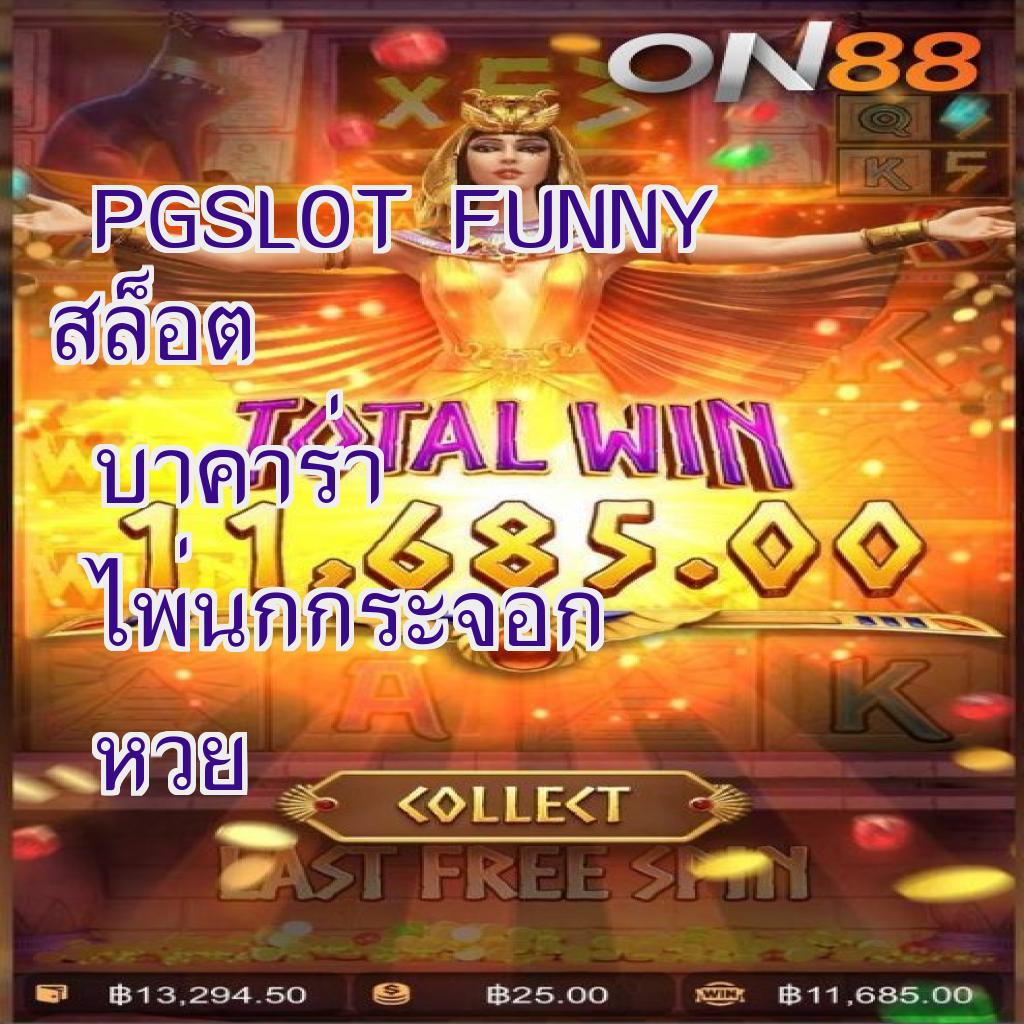 ON88
x53
Q
K 5
PGSLOT FUNNY
สล็อต
TOTAL WIN
บาคาร่า
11,685.00
ไพ่นกกระจอก
A K
หวย
COLLECT
LAST FREE SPIN
฿13,294.50 ฿25.00 WIN ฿11,685.00